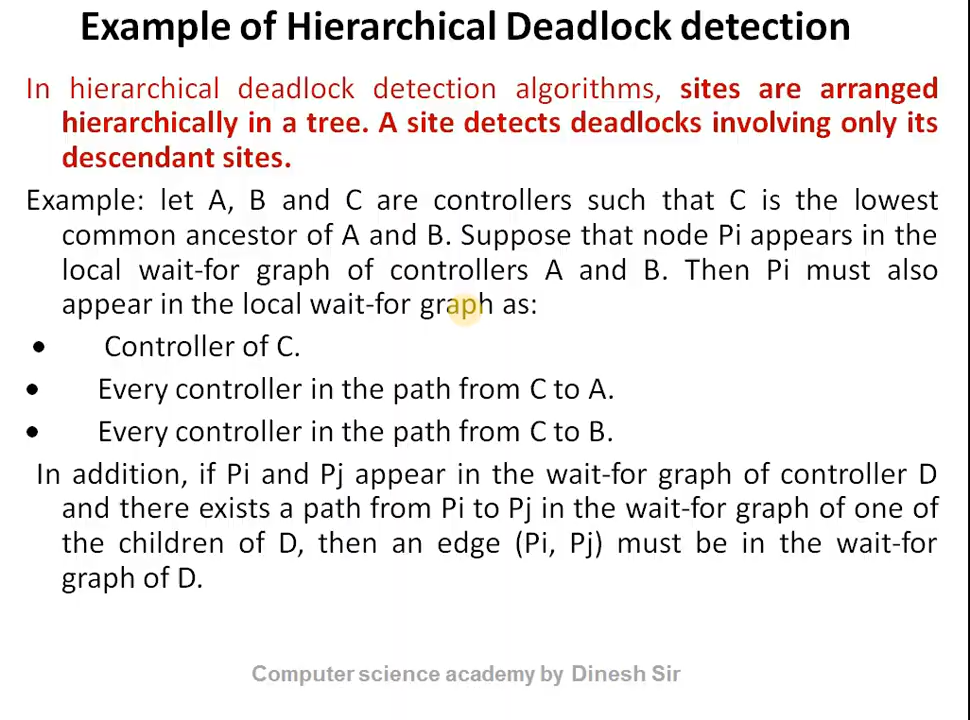 Example of Hierarchical Deadlock detection
In hierarchical deadlock detection algorithms, sites are arranged
hierarchically in a tree. A site detects deadlocks involving only its
descendant sites.
Example: let A, B and C are controllers such that C is the lowest
common ancestor of A and B. Suppose that node Pi appears in the
local wait-for graph of controllers A and B. Then Pi must also
appear in the local wait-for graph as:
• Controller of C.
• Every controller in the path from C to A.
• Every controller in the path from C to B.
In addition, if Pi and Pj appear in the wait-for graph of controller D
and there exists a path from Pi to Pj in the wait-for graph of one of
the children of D, then an edge (Pi, Pj) must be in the wait-for
graph of D.
Computer science academy by Dinesh Sir